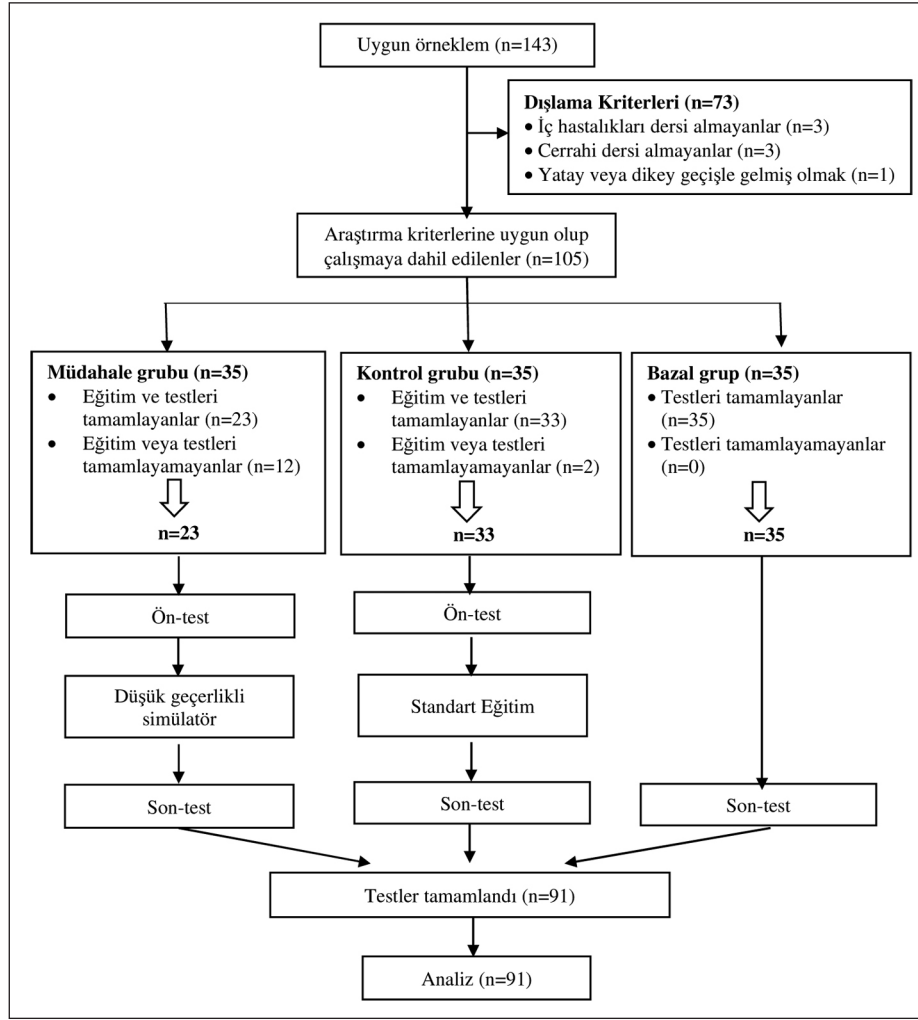 Uygun örneklem (n=143)
Dışlama Kriterleri (n=73)
• İç hastalıkları dersi almayanlar (n=3)
• Cerrahi dersi almayanlar (n=3)
• Yatay veya dikey geçişle gelmiş olmak (n=1)
Araştırma kriterlerine uygun olup
çalışmaya dahil edilenler (n=105)
Müdahale grubu (n=35)
• Eğitim ve testleri
tamamlayanlar (n=23)
• Eğitim veya testleri
tamamlayamayanlar (n=12)
n=23
Kontrol grubu (n=35)
• Eğitim ve testleri
tamamlayanlar (n=33)
• Eğitim veya testleri
tamamlayamayanlar (n=2)
n=33
Bazal grup (n=35)
• Testleri tamamlayanlar
(n=35)
• Testleri tamamlayamayanlar
(n=0)
n=35
Ön-test
Ön-test
Düşük geçerlikli
simülatör
Standart Eğitim
Son-test
Son-test
Son-test
Testler tamamlandı (n=91)
Analiz (n=91)